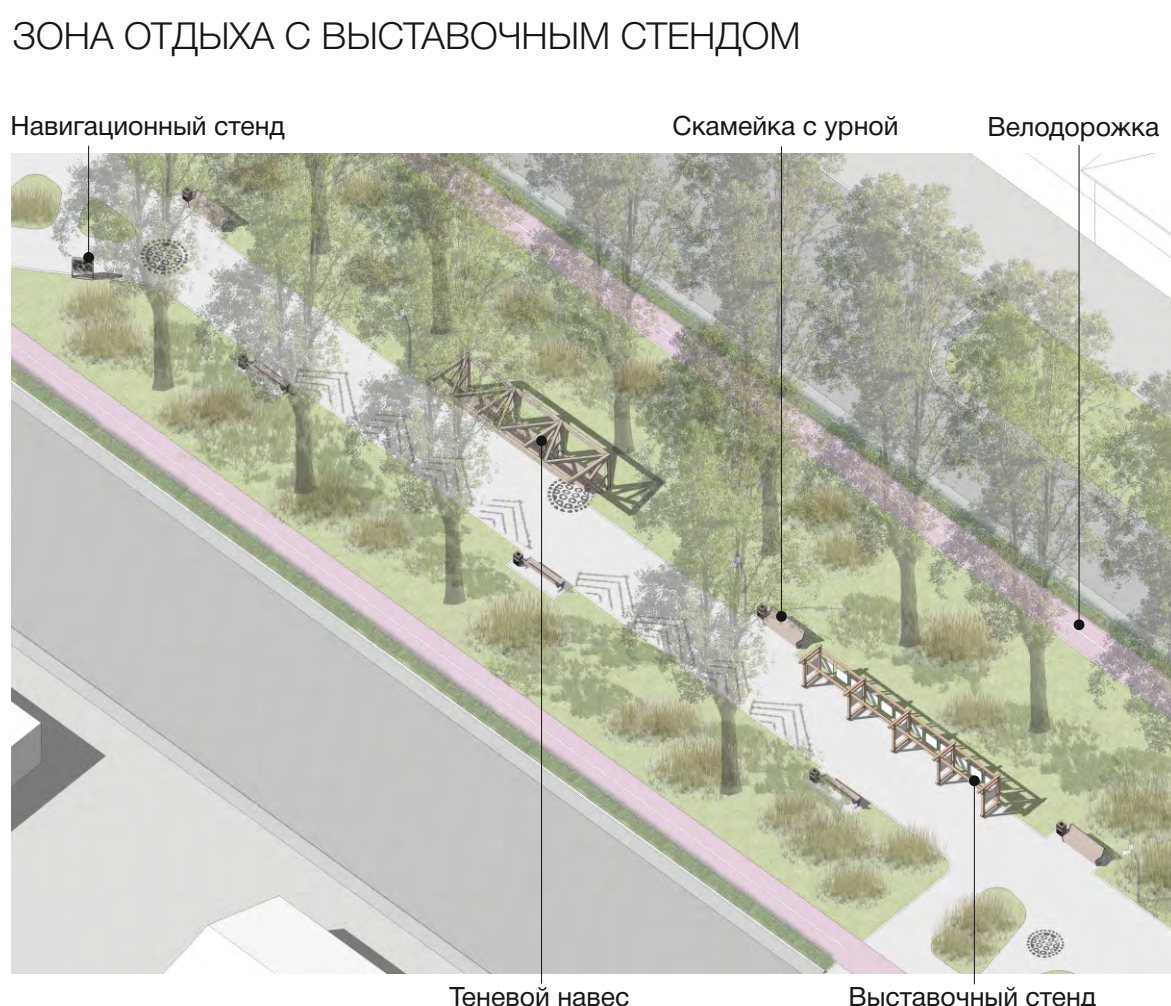 ЗОНА ОТДЫХА С ВЫСТАВОЧНЫМ СТЕНДОМ
Навигационный стенд
Скамейка с урной
Велодорожка
Теневой навес
Выставочный стенд